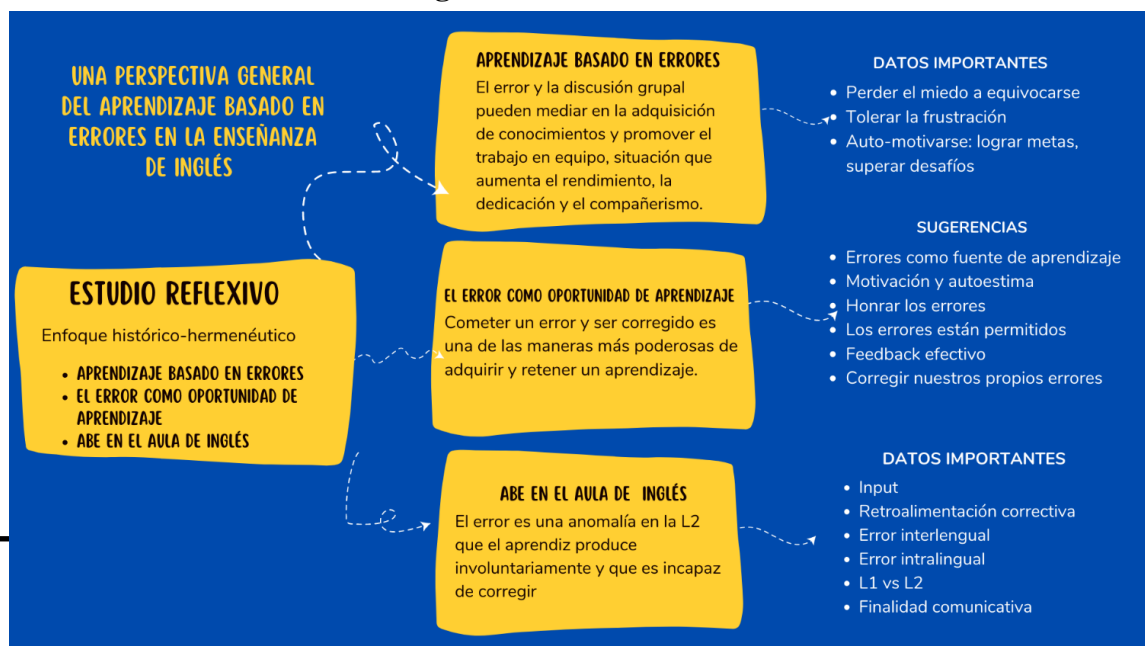 UNA PERSPECTIVA GENERAL
DEL APRENDIZAJE BASADO EN
ERRORES EN LA ENSEÑANZA
DE INGLÉS
ESTUDIO REFLEXIVO
Enfoque histórico-hermenéutico
• APRENDIZAJE BASADO EN ERRORES
• EL ERROR COMO OPORTUNIDAD DE
APRENDIZAJE
• ABE EN EL AULA DE INGLÉS
APRENDIZAJE BASADO EN ERRORES
El error y la discusión grupal
pueden mediar en la adquisición
de conocimientos y promover el
trabajo en equipo, situación que
aumenta el rendimiento, la
dedicación y el compañerismo.
DATOS IMPORTANTES
• Perder el miedo a equivocarse
• Tolerar la frustración
• Auto-motivarse: lograr metas,
superar desafíos
EL ERROR COMO OPORTUNIDAD DE APRENDIZAJE
Cometer un error y ser corregido es
una de las maneras más poderosas de
adquirir y retener un aprendizaje.
SUGERENCIAS
• Errores como fuente de aprendizaje
• Motivación y autoestima
• Honrar los errores
• Los errores están permitidos
• Feedback efectivo
• Corregir nuestros propios errores
ABE EN EL AULA DE INGLÉS
El error es una anomalía en la L2
que el aprendiz produce
involuntariamente y que es incapaz
de corregir
DATOS IMPORTANTES
• Input
• Retroalimentación correctiva
• Error interlengual
• Error intralingual
• L1 vs L2
• Finalidad comunicativa